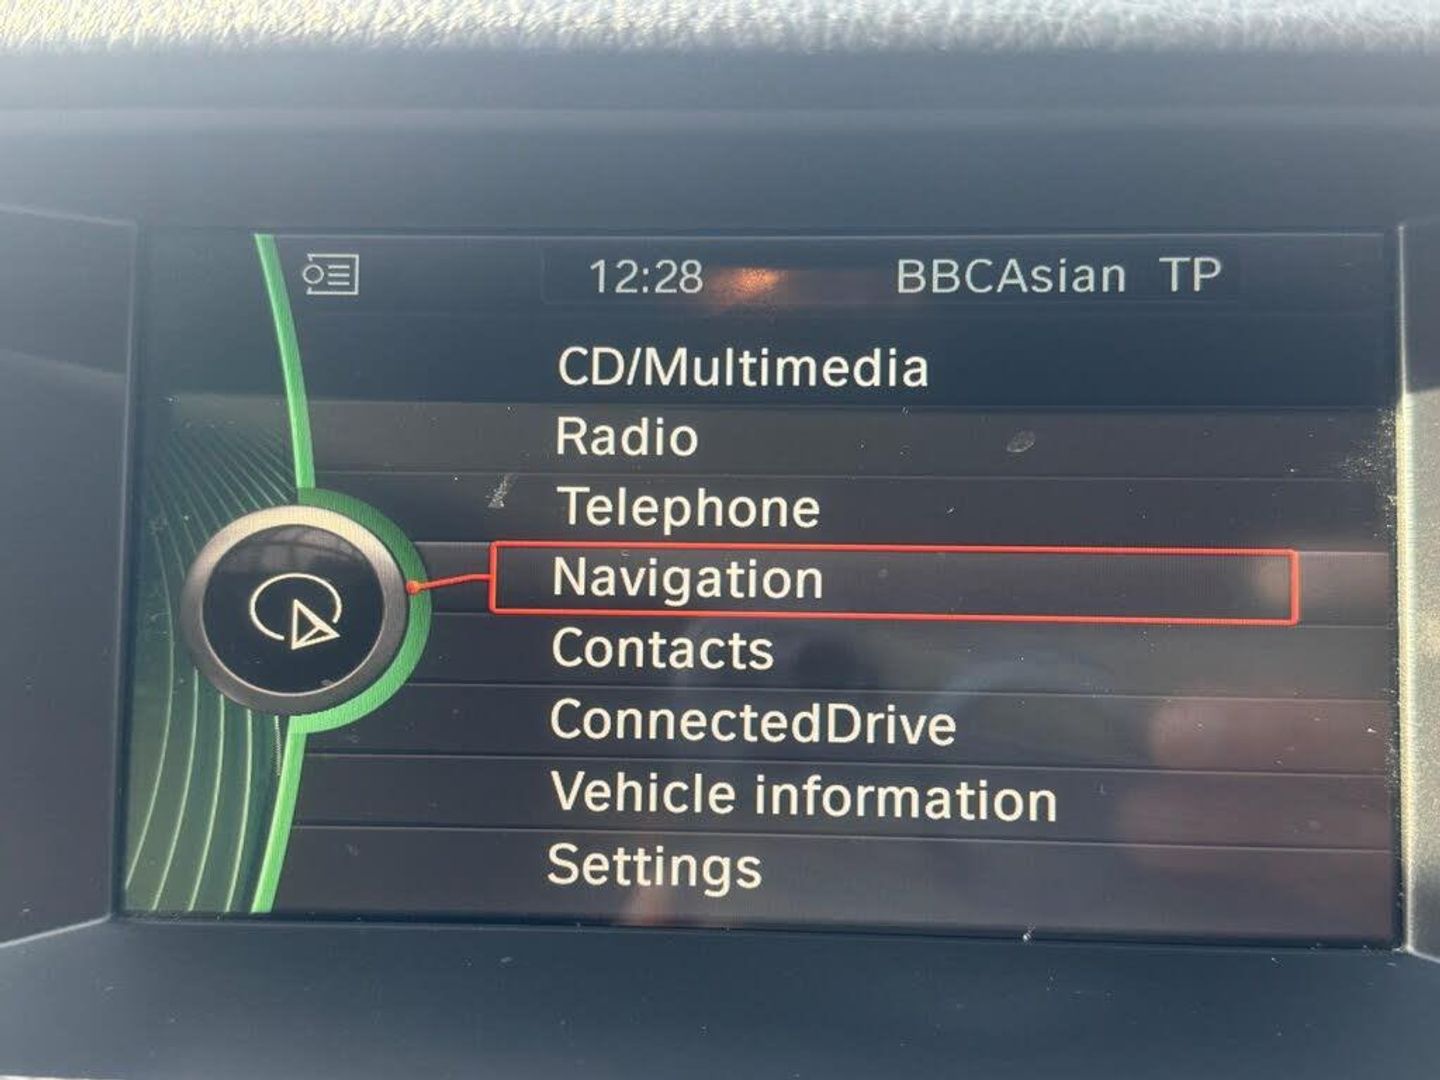 12:28 BBCAsian TP
CD/Multimedia
Radio
Telephone
Navigation
Contacts
ConnectedDrive
Vehicle information
Settings